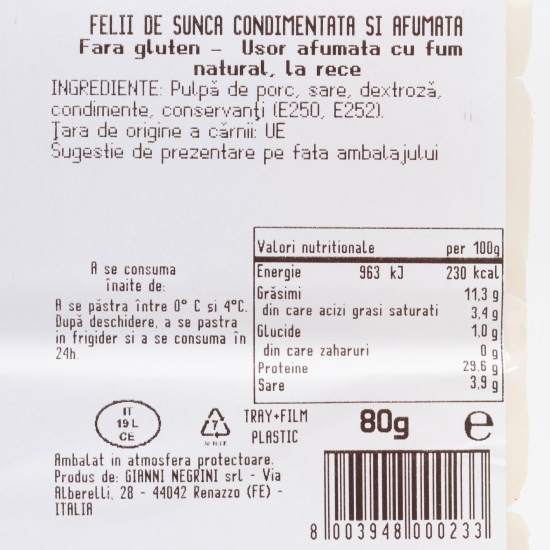 FELII DE SUNCA CONDIMENTATA SI AFUMATA
Fara gluten - Usor afumata cu fum
natural, la rece
INGREDIENTE: Pulpă de porc, sare, dextroză,
condimente, conservanţi (E250, E252).
Ţara de origine a cărnii: UE
Sugestie de prezentare pe fata ambalajului
Valori nutritionale per 100g
Energie 963 kJ 230 kcal
Grăsimi 11,3 g
din care acizi grasi saturati 3,4 g
Glucide 1,0 g
din care zaharuri 0 g
Proteine 29.6 g
Sare 3,9 g
A se consuma
înaite de:
A se păstra între 0° C şi 4°C.
După deschidere, a se pastra
in frigider si a se consuma în
24h.
IT
19 L
CE
7
TRAY+FILM
PLASTIC
80g e
Ambalat in atmosfera protectoare.
Produs de: GIANNI NEGRINI srl - Via
Alberelli, 28 - 44042 Renazzo (FE) -
ITALIA
8 003948 000233